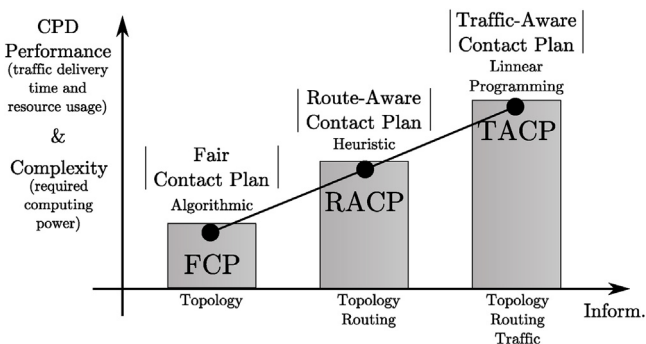 CPD
Performance
(traffic delivery
time and
resource usage)
&
Complexity
(required
computing
power)
Fair
Contact Plan
Algorithmic
FCP
Topology
Route-Aware
Contact Plan
Heuristic
RACP
Topology
Routing
Traffic-Aware
Contact Plan
Linnear
Programming
TACP
Topology
Routing
Traffic
Inform.